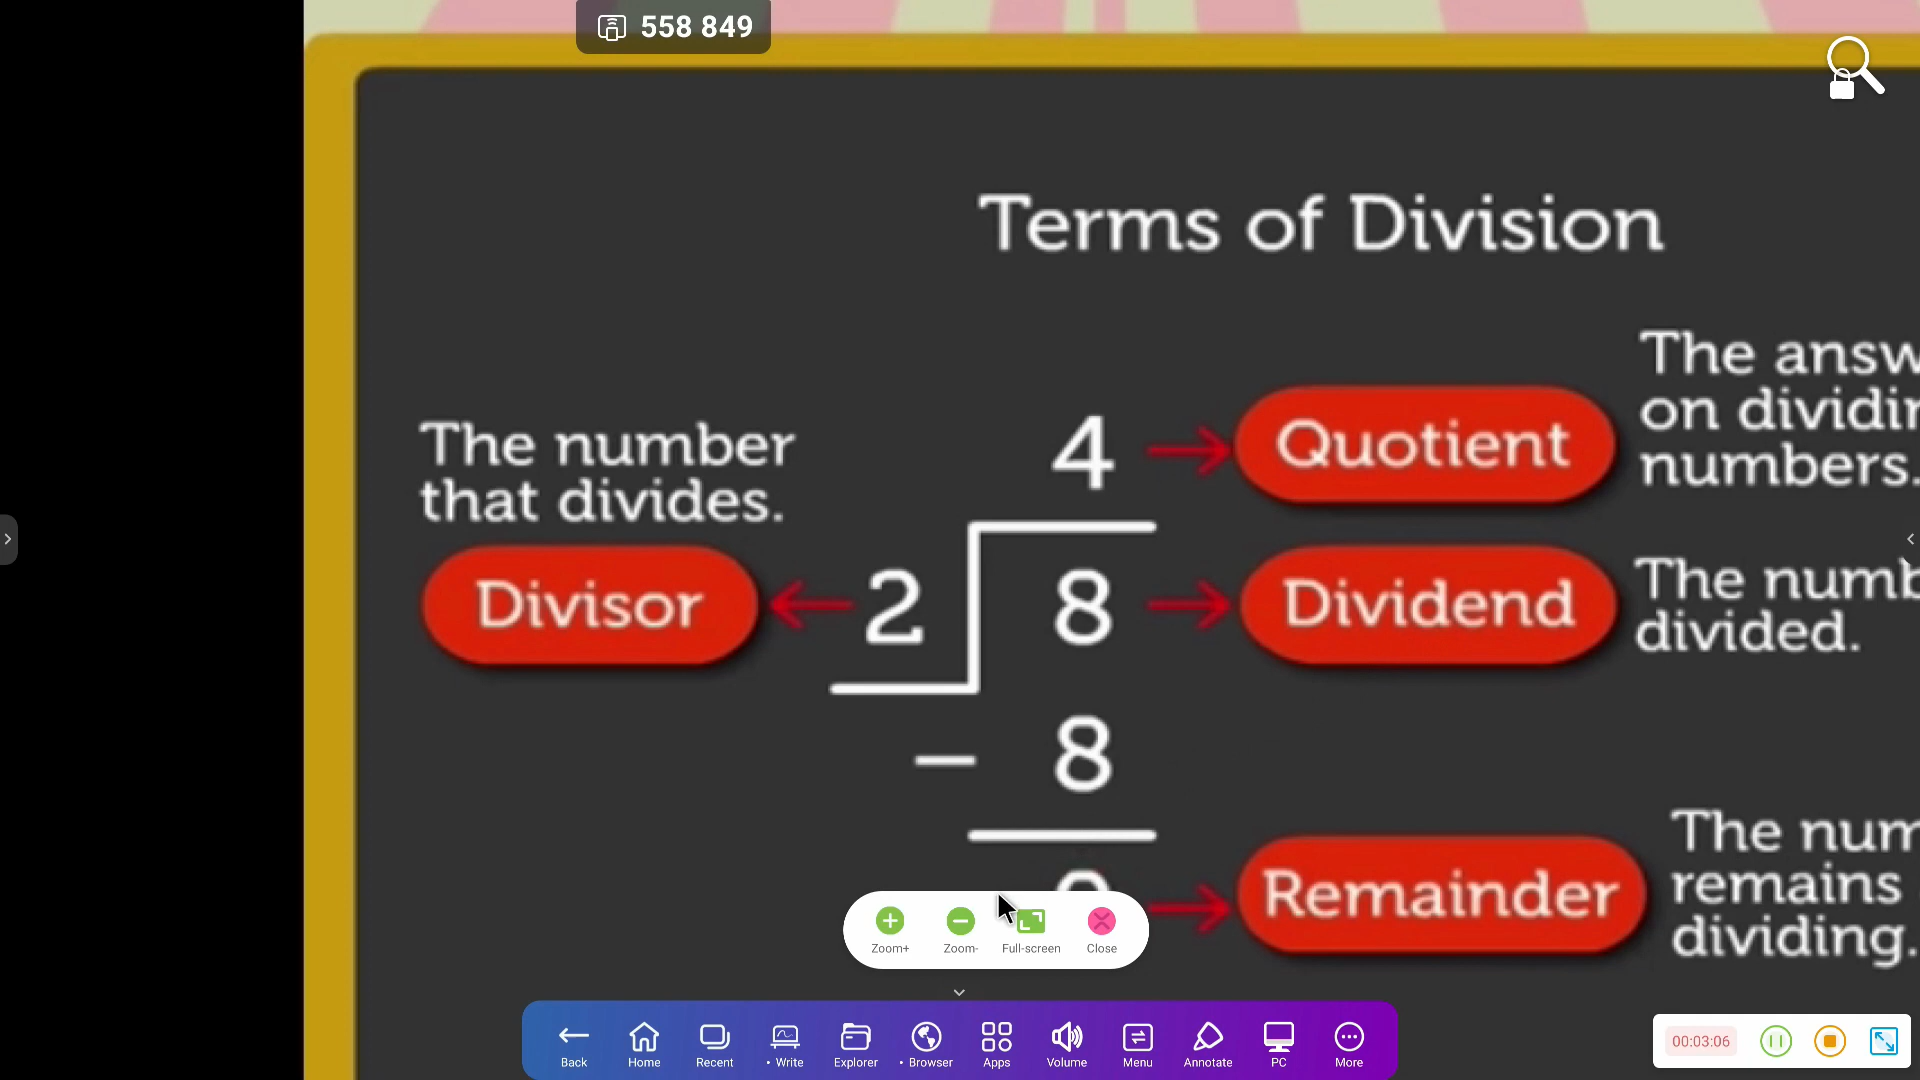 558 849
Terms of Division
The answ
on dividin
numbers.
The number
that divides.
4
Quotient
Divisor
2
8
Dividend
The numb
divided.
– 8
0
Remainder
The num
remains
dividing.
Zoom+
Zoom-
Full-screen
Close
Back
Home
Recent
• Write
Explorer
• Browser
Apps
Volume
Menu
Annotate
PC
More
00:03:06